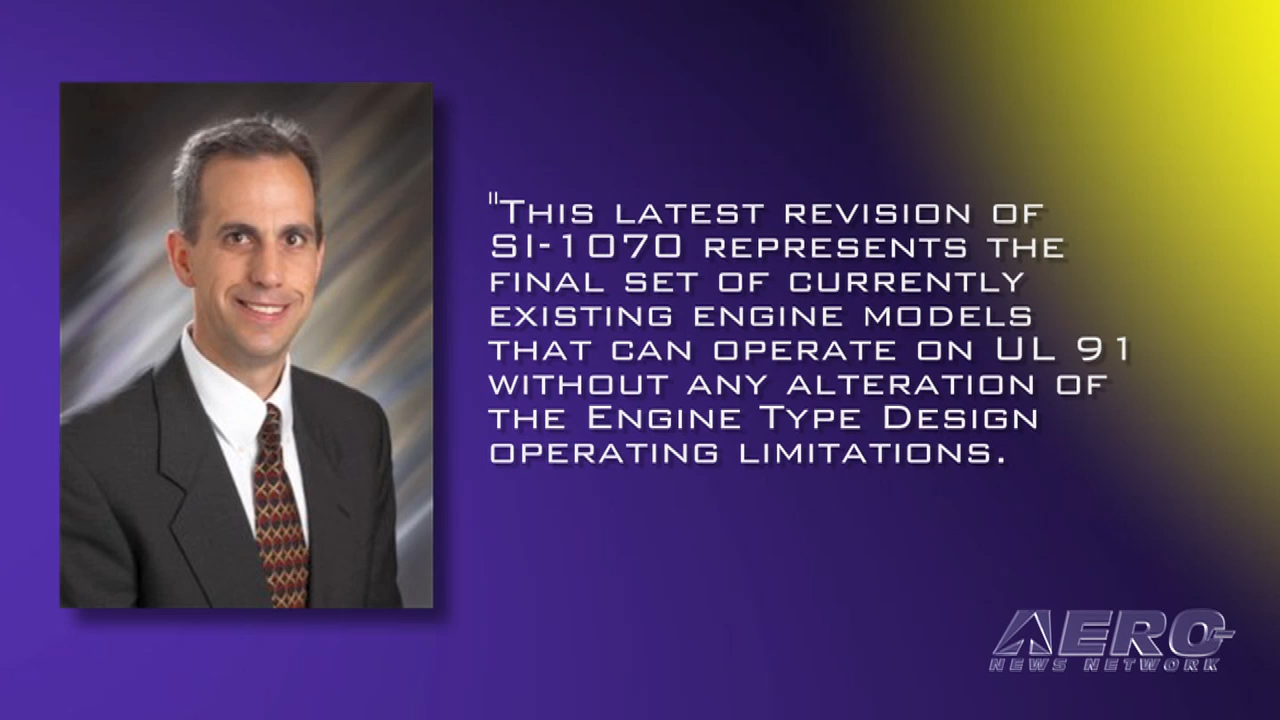 "This latest revision of
SI-1070 represents the
final set of currently
existing engine models
that can operate on UL 91
without any alteration of
the Engine Type Design
operating limitations.
AERO
NEWS NETWORK